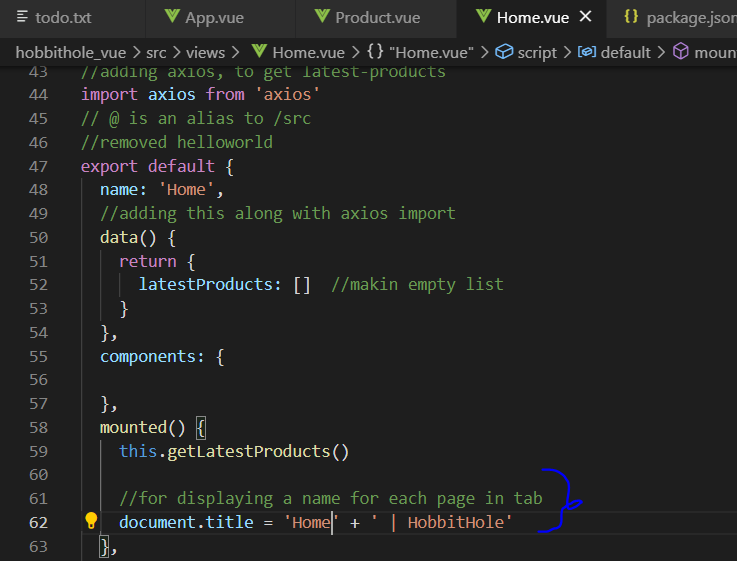 todo.txt App.vue Product.vue Home.vue × {} package.json
hobbithole_vue > src > views > Home.vue > {} "Home.vue" > script > default > moun
43 //adding axios, to get latest-products
44 import axios from 'axios'
45 // @ is an alias to /src
46 //removed helloworld
47 export default {
48 name: 'Home',
49 //adding this along with axios import
50 data() {
51 return {
52 latestProducts: [] //makin empty list
53 }
54 },
55 components: {
56
57 },
58 mounted() {
59 this.getLatestProducts()
60
61 //for displaying a name for each page in tab
62 document.title = 'Home' + ' | HobbitHole'
63 },